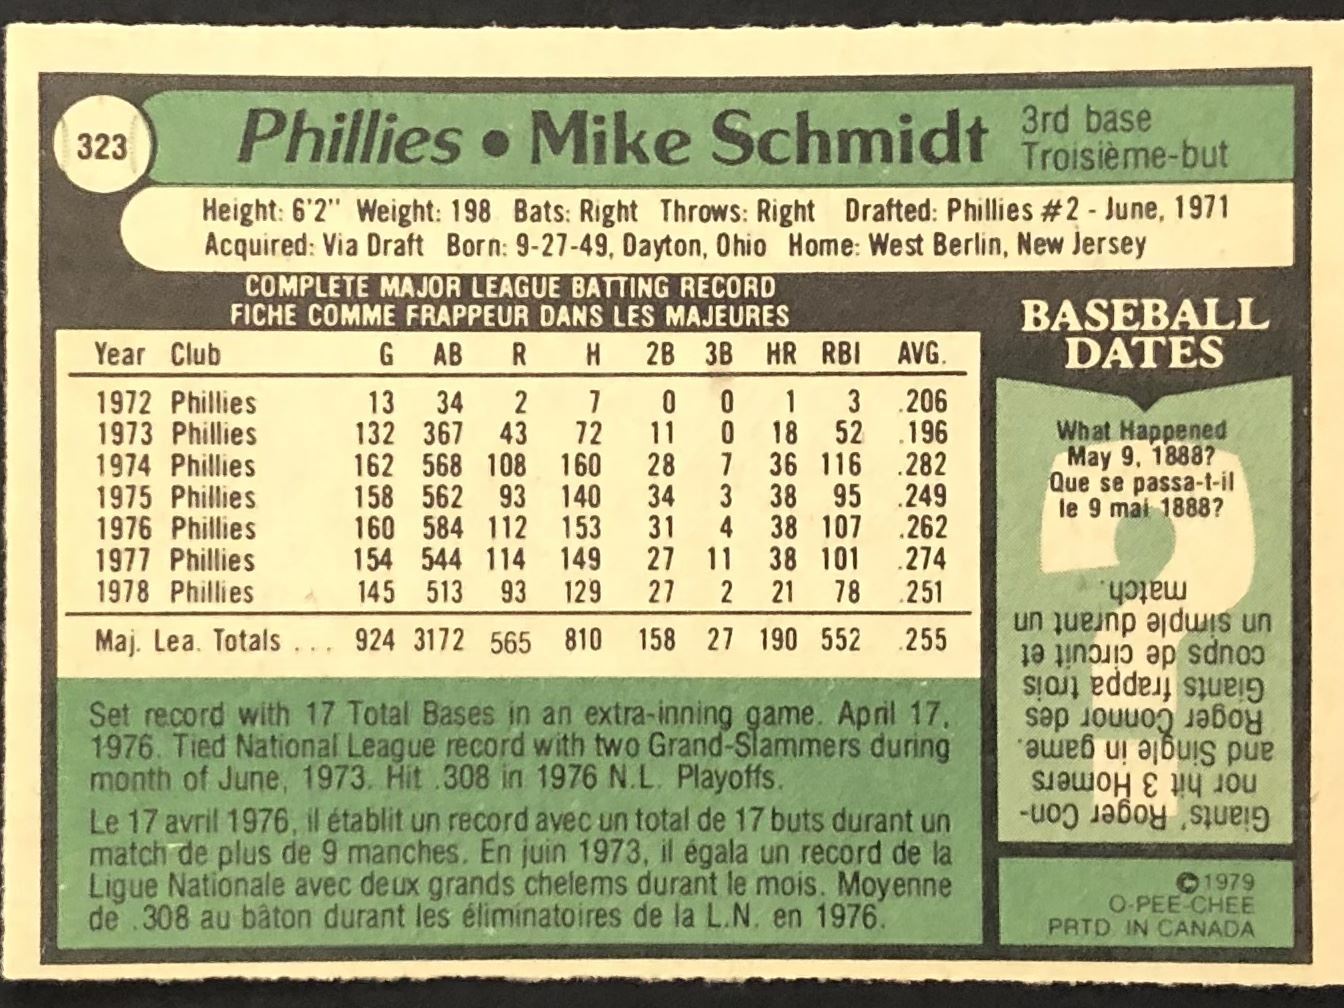 323
Phillies • Mike Schmidt
3rd base
Troisième-but
Height: 6'2" Weight: 198 Bats: Right Throws: Right Drafted: Phillies #2 - June, 1971
Acquired: Via Draft Born: 9-27-49, Dayton, Ohio Home: West Berlin, New Jersey
COMPLETE MAJOR LEAGUE BATTING RECORD
FICHE COMME FRAPPEUR DANS LES MAJEURES
Year Club G AB R H 2B 3B HR RBI AVG.
1972 Phillies 13 34 2 7 0 0 1 3 .206
1973 Phillies 132 367 43 72 11 0 18 52 .196
1974 Phillies 162 568 108 160 28 7 36 116 .282
1975 Phillies 158 562 93 140 34 3 38 95 .249
1976 Phillies 160 584 112 153 31 4 38 107 .262
1977 Phillies 154 544 114 149 27 11 38 101 .274
1978 Phillies 145 513 93 129 27 2 21 78 .251
Maj. Lea. Totals ... 924 3172 565 810 158 27 190 552 .255
Set record with 17 Total Bases in an extra-inning game. April 17,
1976. Tied National League record with two Grand-Slammers during
month of June, 1973. Hit .308 in 1976 N.L. Playoffs.
Le 17 avril 1976, il établit un record avec un total de 17 buts durant un
match de plus de 9 manches. En juin 1973, il égala un record de la
Ligue Nationale avec deux grands chelems durant le mois. Moyenne
de .308 au bâton durant les éliminatoires de la L.N. en 1976.
BASEBALL
DATES
What Happened
May 9, 1888?
Que se passa-t-il
le 9 mai 1888?
Giants' Roger Con-
nor hit 3 Homers
and Single in game.
Roger Connor des
Giants frappa trois
coups de circuit et
un simple durant un
match.
©1979
O-PEE-CHEE
PRTD. IN CANADA